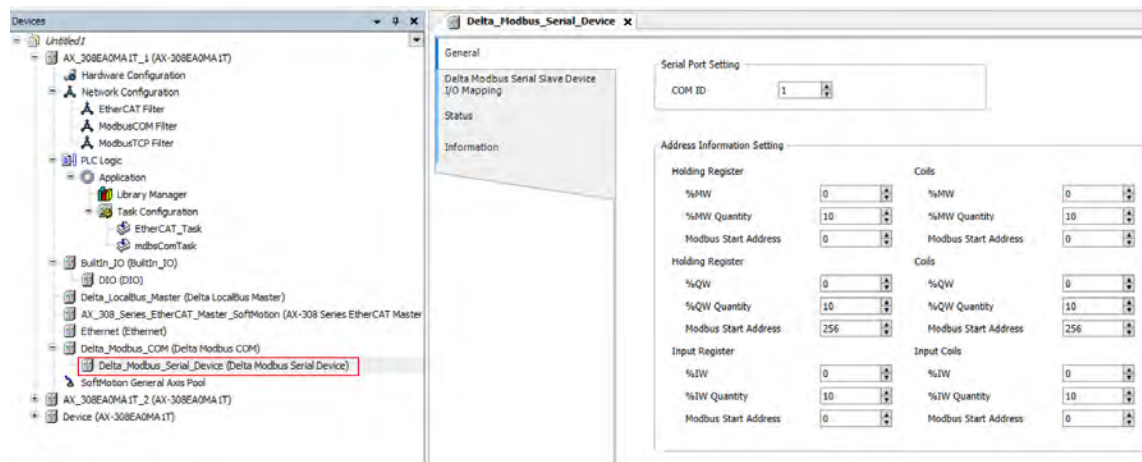 Devices
Untitled1
AX_308EA0MA1T_1 (AX-308EA0MA1T)
Hardware Configuration
Network Configuration
EtherCAT Filter
ModbusCOM Filter
ModbusTCP Filter
PLC Logic
Application
Library Manager
Task Configuration
EtherCAT_Task
mdbsComTask
BuiltIn_IO (BuiltIn_IO)
DIO (DIO)
Delta_LocalBus_Master (Delta LocalBus Master)
AX_308_Series_EtherCAT_Master_SoftMotion (AX-308 Series EtherCAT Master
Ethernet (Ethernet)
Delta_Modbus_COM (Delta Modbus COM)
Delta_Modbus_Serial_Device (Delta Modbus Serial Device)
SoftMotion General Axis Pool
AX_308EA0MA1T_2 (AX-308EA0MA1T)
Device (AX-308EA0MA1T)
Delta_Modbus_Serial_Device X
General
Delta Modbus Serial Slave Device
I/O Mapping
Status
Information
Serial Port Setting
COM ID 1
Address Information Setting
Holding Register Coils
%MW 0 %MW 0
%MW Quantity 10 %MW Quantity 10
Modbus Start Address 0 Modbus Start Address 0
Holding Register Coils
%QW 0 %QW 0
%QW Quantity 10 %QW Quantity 10
Modbus Start Address 256 Modbus Start Address 256
Input Register Input Coils
%IW 0 %IW 0
%IW Quantity 10 %IW Quantity 10
Modbus Start Address 0 Modbus Start Address 0